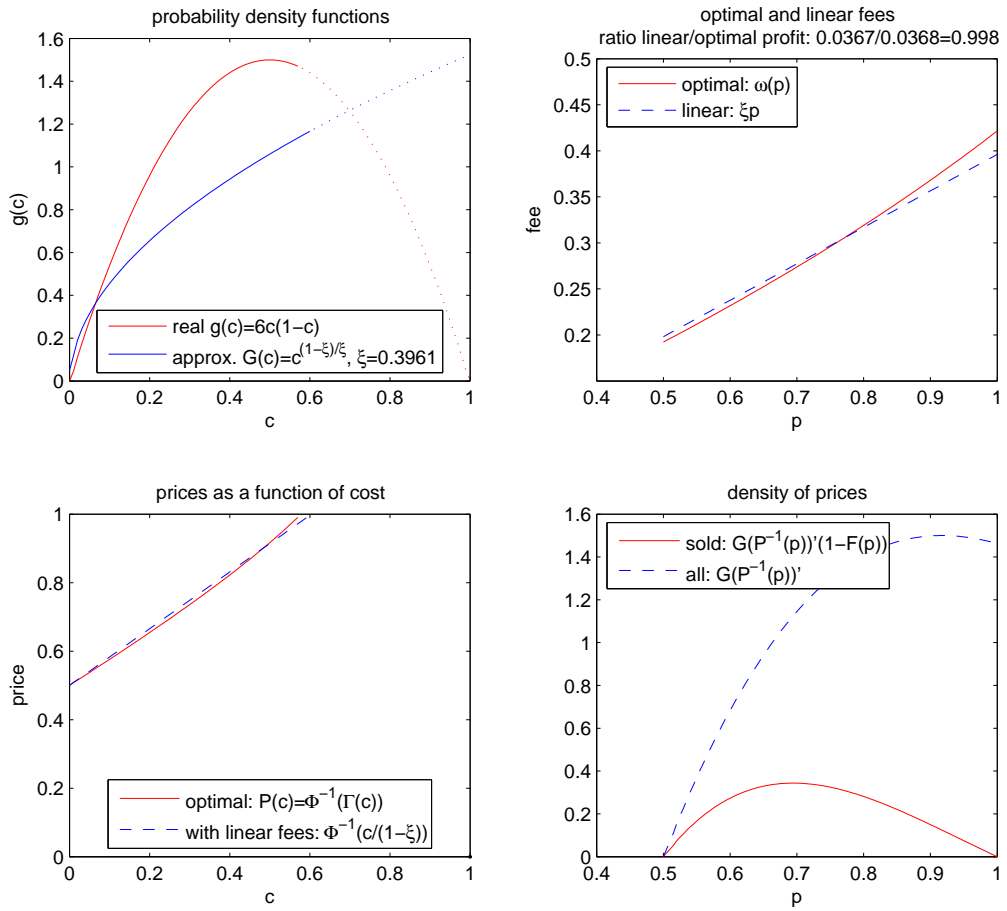 probability density functions
1.6
1.4
1.2
1
0.8
0.6
0.4
0.2
0
g(c)
real g(c)=6c(1−c)
approx. G(c)=c^(1−ξ)/ξ, ξ=0.3961
0 0.2 0.4 0.6 0.8 1
c
optimal and linear fees
ratio linear/optimal profit: 0.0367/0.0368=0.998
0.5
0.45
0.4
0.35
0.3
0.25
0.2
fee
optimal: ω(p)
linear: ξp
0.4 0.5 0.6 0.7 0.8 0.9 1
p
prices as a function of cost
1
0.8
0.6
0.4
0.2
0
price
optimal: P(c)=Φ⁻¹(Γ(c))
with linear fees: Φ⁻¹(c/(1−ξ))
0 0.2 0.4 0.6 0.8 1
c
density of prices
1.6
1.4
1.2
1
0.8
0.6
0.4
0.2
0
sold: G(P⁻¹(p))'(1−F(p))
all: G(P⁻¹(p))'
0.4 0.5 0.6 0.7 0.8 0.9 1
p